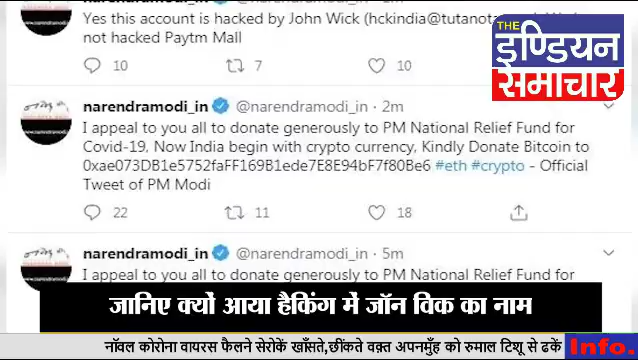 Yes this account is hacked by John Wick (hckindia@tutanota
not hacked Paytm Mall
10 7 10
THE
इण्डियन
समाचार
narendramodi_in @narendramodi_in · 2m
I appeal to you all to donate generously to PM National Relief Fund for
Covid-19, Now India begin with crypto currency, Kindly Donate Bitcoin to
0xae073DB1e5752faFF169B1ede7E8E94bF7f80Be6 #eth #crypto - Official
Tweet of PM Modi
22 11 18
narendramodi_in @narendramodi_in · 5m
I appeal to you all to donate generously to PM National Relief Fund for
जानिए क्यों आया हैकिंग में जॉन विक का नाम
नॉवल कोरोना वायरस फैलने सेरोकें खाँसते,छींकते वक़्त अपनमुँह को रुमाल टिशू से ढकें Info.